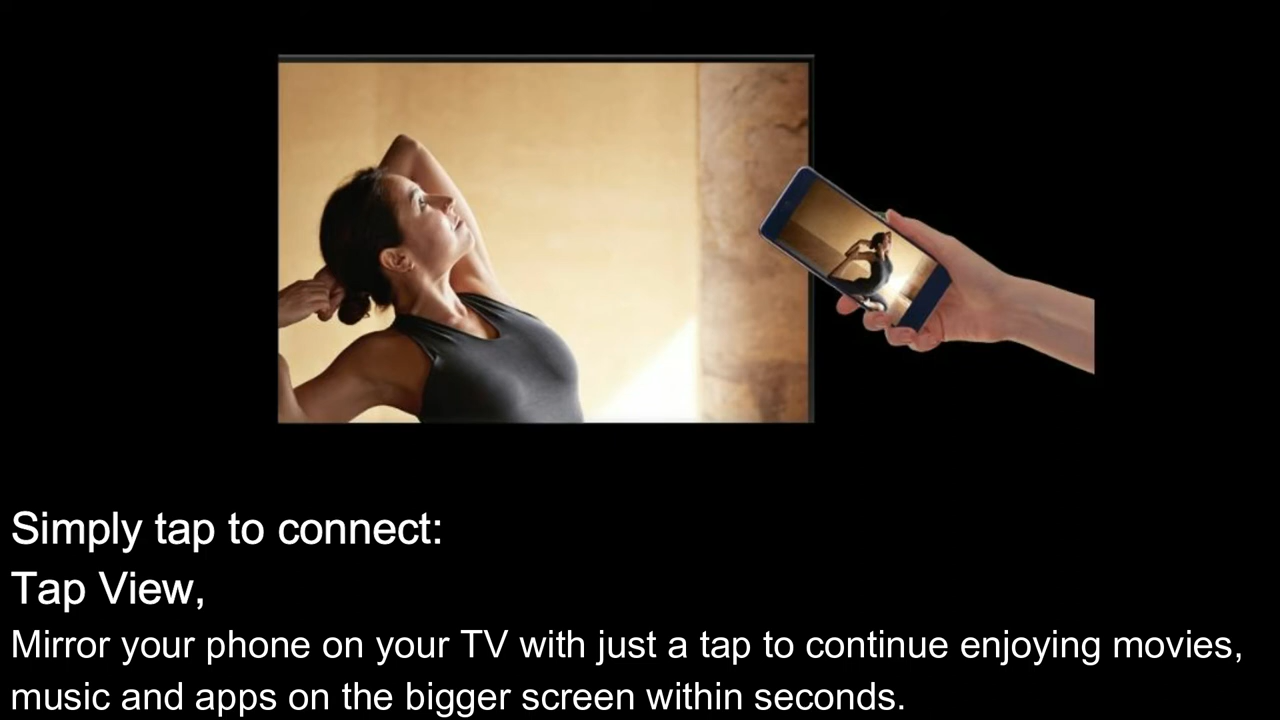 Simply tap to connect:
Tap View,
Mirror your phone on your TV with just a tap to continue enjoying movies,
music and apps on the bigger screen within seconds.